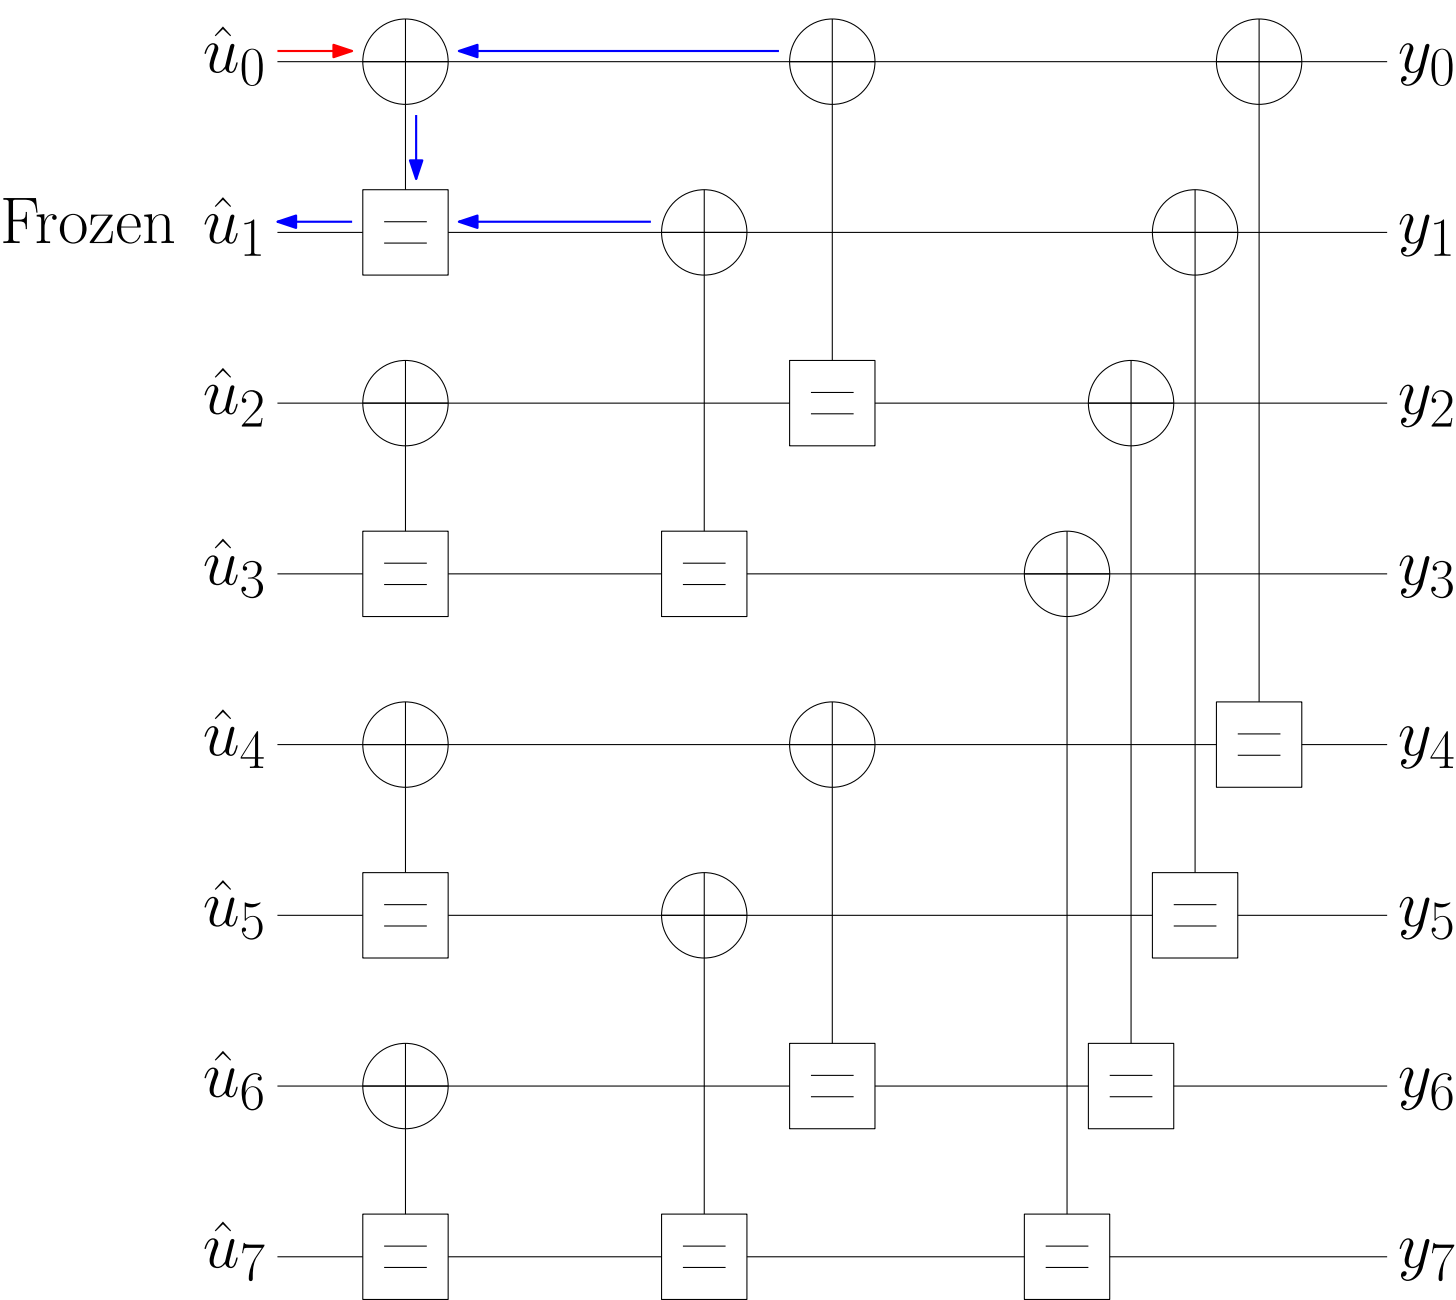 û₀ y₀
Frozen û₁ y₁
û₂ y₂
û₃ y₃
û₄ y₄
û₅ y₅
û₆ y₆
û₇ y₇